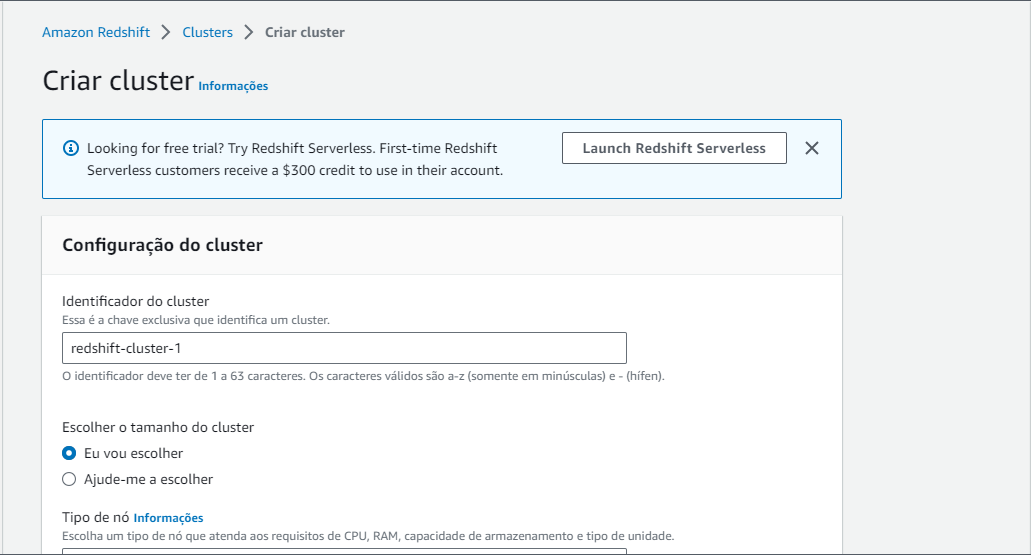 Amazon Redshift > Clusters > Criar cluster
Criar cluster Informações
Looking for free trial? Try Redshift Serverless. First-time Redshift
Serverless customers receive a $300 credit to use in their account.
Launch Redshift Serverless
Configuração do cluster
Identificador do cluster
Essa é a chave exclusiva que identifica um cluster.
redshift-cluster-1
O identificador deve ter de 1 a 63 caracteres. Os caracteres válidos são a-z (somente em minúsculas) e - (hífen).
Escolher o tamanho do cluster
Eu vou escolher
Ajude-me a escolher
Tipo de nó Informações
Escolha um tipo de nó que atenda aos requisitos de CPU, RAM, capacidade de armazenamento e tipo de unidade.